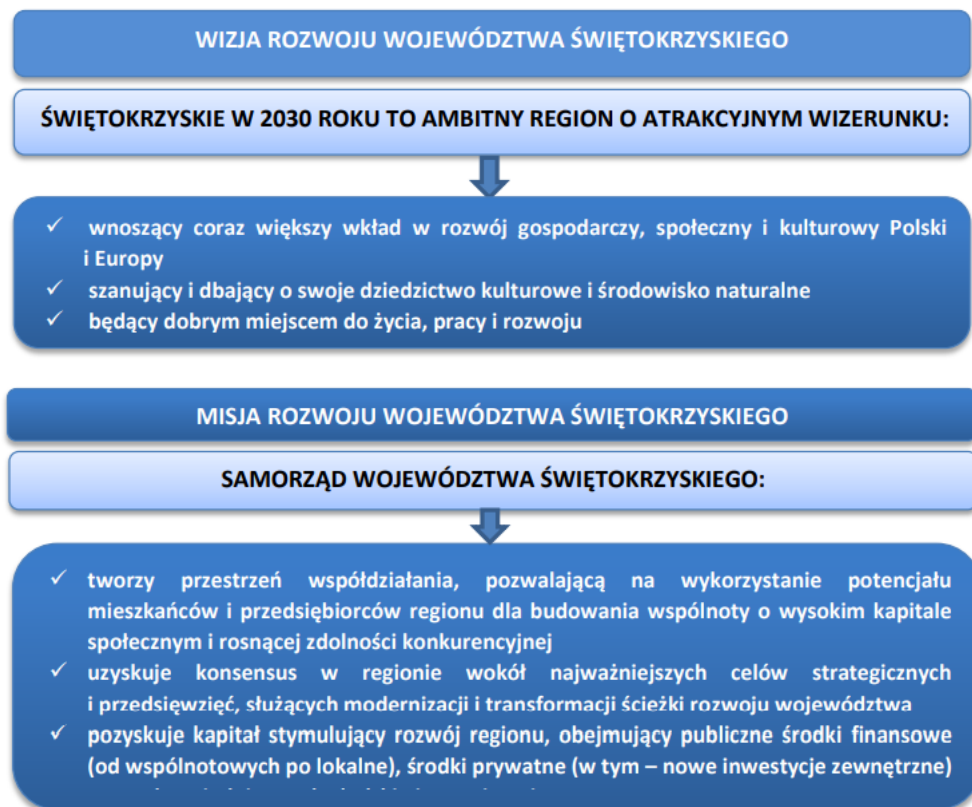 WIZJA ROZWOJU WOJEWÓDZTWA ŚWIĘTOKRZYSKIEGO
ŚWIĘTOKRZYSKIE W 2030 ROKU TO AMBITNY REGION O ATRAKCYJNYM WIZERUNKU:
✓ wnoszący coraz większy wkład w rozwój gospodarczy, społeczny i kulturowy Polski
i Europy
✓ szanujący i dbający o swoje dziedzictwo kulturowe i środowisko naturalne
✓ będący dobrym miejscem do życia, pracy i rozwoju
MISJA ROZWOJU WOJEWÓDZTWA ŚWIĘTOKRZYSKIEGO
SAMORZĄD WOJEWÓDZTWA ŚWIĘTOKRZYSKIEGO:
✓ tworzy przestrzeń współdziałania, pozwalającą na wykorzystanie potencjału
mieszkańców i przedsiębiorców regionu dla budowania wspólnoty o wysokim kapitale
społecznym i rosnącej zdolności konkurencyjnej
✓ uzyskuje konsensus w regionie wokół najważniejszych celów strategicznych
i przedsięwzięć, służących modernizacji i transformacji ścieżki rozwoju województwa
✓ pozyskuje kapitał stymulujący rozwój regionu, obejmujący publiczne środki finansowe
(od wspólnotowych po lokalne), środki prywatne (w tym – nowe inwestycje zewnętrzne)